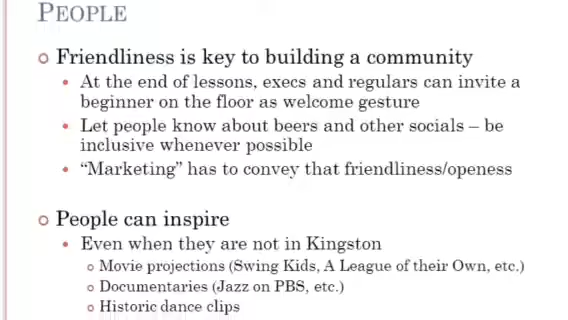 PEOPLE
Friendliness is key to building a community
At the end of lessons, execs and regulars can invite a
beginner on the floor as welcome gesture
Let people know about beers and other socials – be
inclusive whenever possible
“Marketing” has to convey that friendliness/openess
People can inspire
Even when they are not in Kingston
Movie projections (Swing Kids, A League of their Own, etc.)
Documentaries (Jazz on PBS, etc.)
Historic dance clips